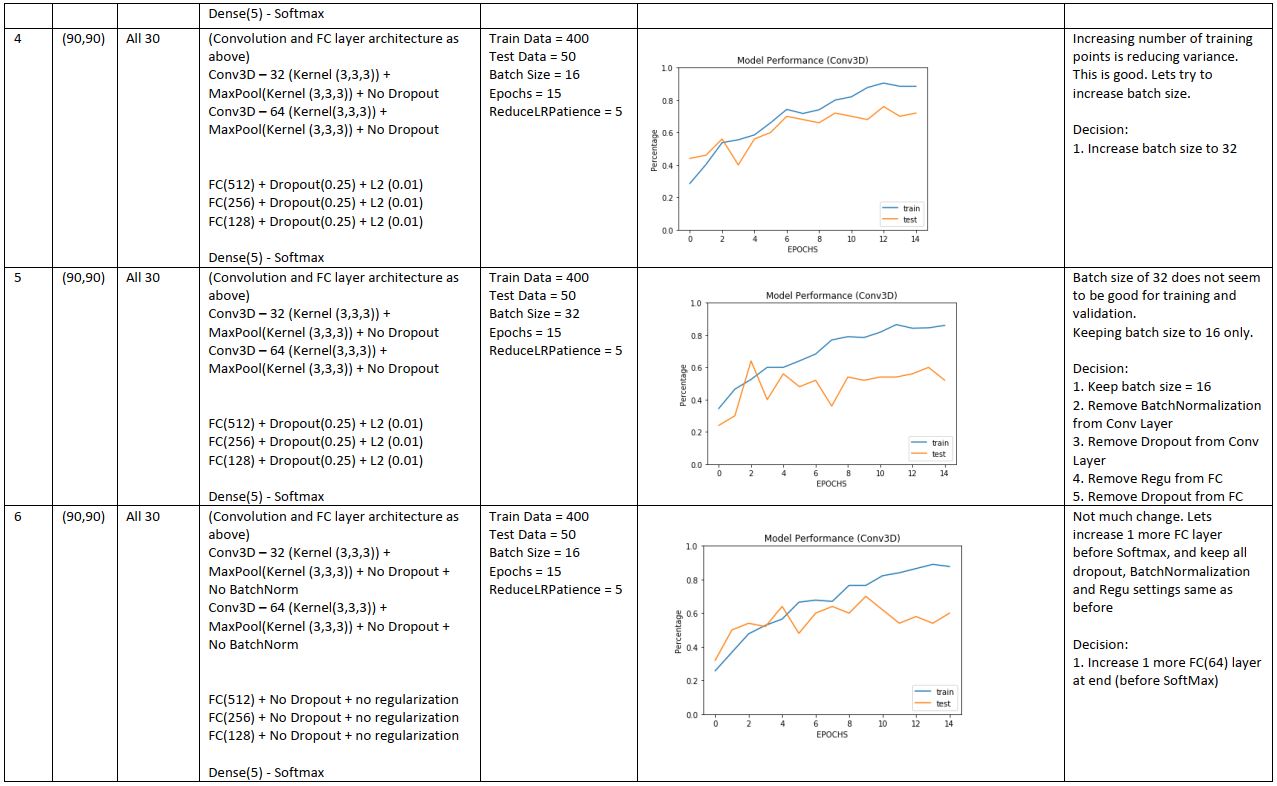 Dense(5) - Softmax
4
(90,90)
All 30
(Convolution and FC layer architecture as
above)
Conv3D – 32 (Kernel (3,3,3)) +
MaxPool(Kernel (3,3,3)) + No Dropout
Conv3D – 64 (Kernel(3,3,3)) +
MaxPool(Kernel (3,3,3)) + No Dropout
FC(512) + Dropout(0.25) + L2 (0.01)
FC(256) + Dropout(0.25) + L2 (0.01)
FC(128) + Dropout(0.25) + L2 (0.01)
Dense(5) - Softmax
Train Data = 400
Test Data = 50
Batch Size = 16
Epochs = 15
ReduceLRPatience = 5
Model Performance (Conv3D)
1.0
0.8
0.6
0.4
0.2
0.0
Percentage
train
test
0 2 4 6 8 10 12 14
EPOCHS
Increasing number of training
points is reducing variance.
This is good. Lets try to
increase batch size.
Decision:
1. Increase batch size to 32
5
(90,90)
All 30
(Convolution and FC layer architecture as
above)
Conv3D – 32 (Kernel (3,3,3)) +
MaxPool(Kernel (3,3,3)) + No Dropout
Conv3D – 64 (Kernel(3,3,3)) +
MaxPool(Kernel (3,3,3)) + No Dropout
FC(512) + Dropout(0.25) + L2 (0.01)
FC(256) + Dropout(0.25) + L2 (0.01)
FC(128) + Dropout(0.25) + L2 (0.01)
Dense(5) - Softmax
Train Data = 400
Test Data = 50
Batch Size = 32
Epochs = 15
ReduceLRPatience = 5
Model Performance (Conv3D)
1.0
0.8
0.6
0.4
0.2
0.0
Percentage
train
test
0 2 4 6 8 10 12 14
EPOCHS
Batch size of 32 does not seem
to be good for training and
validation.
Keeping batch size to 16 only.
Decision:
1. Keep batch size = 16
2. Remove BatchNormalization
from Conv Layer
3. Remove Dropout from Conv
Layer
4. Remove Regu from FC
5. Remove Dropout from FC
6
(90,90)
All 30
(Convolution and FC layer architecture as
above)
Conv3D – 32 (Kernel (3,3,3)) +
MaxPool(Kernel (3,3,3)) + No Dropout +
No BatchNorm
Conv3D – 64 (Kernel(3,3,3)) +
MaxPool(Kernel (3,3,3)) + No Dropout +
No BatchNorm
FC(512) + No Dropout + no regularization
FC(256) + No Dropout + no regularization
FC(128) + No Dropout + no regularization
Dense(5) - Softmax
Train Data = 400
Test Data = 50
Batch Size = 16
Epochs = 15
ReduceLRPatience = 5
Model Performance (Conv3D)
1.0
0.8
0.6
0.4
0.2
0.0
Percentage
train
test
0 2 4 6 8 10 12 14
EPOCHS
Not much change. Lets
increase 1 more FC layer
before Softmax, and keep all
dropout, BatchNormalization
and Regu settings same as
before
Decision:
1. Increase 1 more FC(64) layer
at end (before SoftMax)